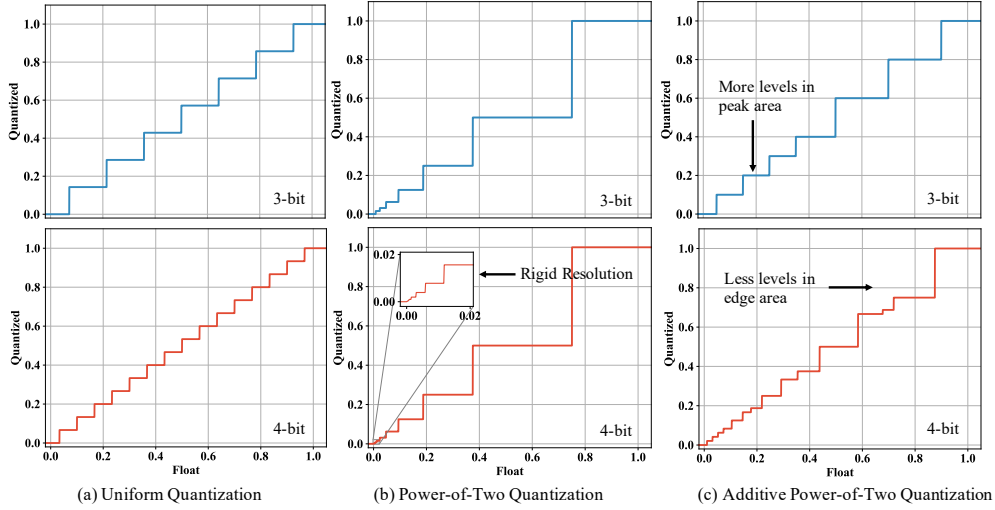 1.0
0.8
0.6
0.4
0.2
0.0
Quantized
3-bit
1.0
0.8
0.6
0.4
0.2
0.0
Quantized
3-bit
1.0
0.8
0.6
0.4
0.2
0.0
Quantized
More levels in
peak area
3-bit
1.0
0.8
0.6
0.4
0.2
0.0
Quantized
4-bit
0.0 0.2 0.4 0.6 0.8 1.0
Float
(a) Uniform Quantization
1.0
0.8
0.6
0.4
0.2
0.0
Quantized
0.02
0.00
0.00 0.02
Rigid Resolution
4-bit
0.0 0.2 0.4 0.6 0.8 1.0
Float
(b) Power-of-Two Quantization
1.0
0.8
0.6
0.4
0.2
0.0
Quantized
Less levels in
edge area
4-bit
0.0 0.2 0.4 0.6 0.8 1.0
Float
(c) Additive Power-of-Two Quantization